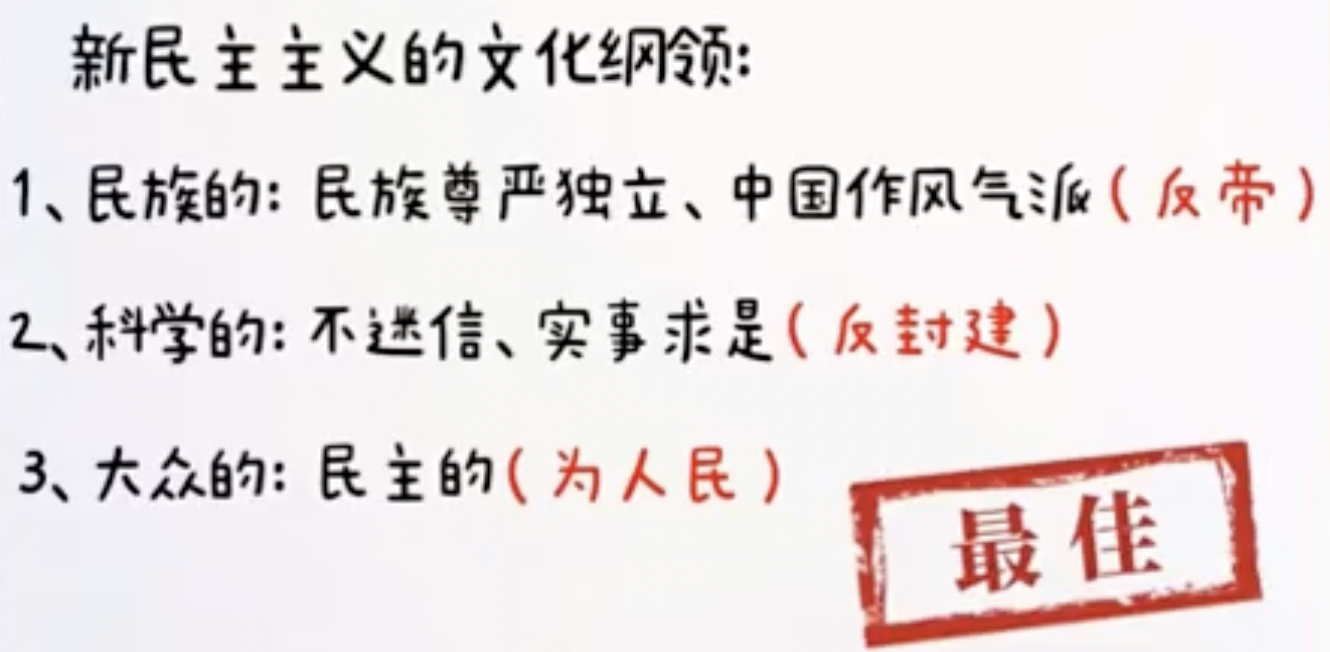 新民主主义的文化纲领:
1、民族的: 民族尊严独立、中国作风气派(反帝)
2、科学的: 不迷信、实事求是(反封建)
3、大众的: 民主的(为人民)
最佳